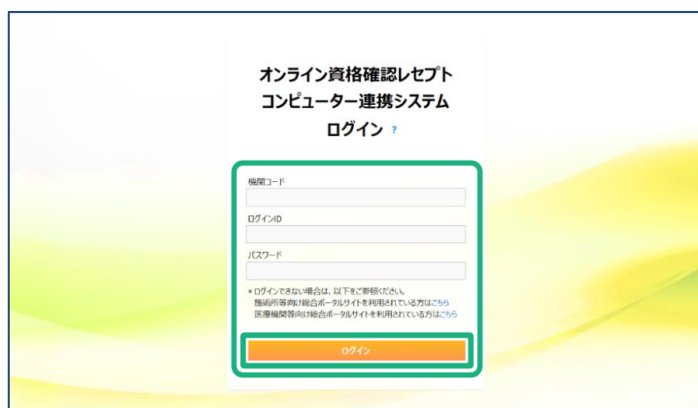 オンライン資格確認レセプト
コンピューター連携システム
ログイン ?
機関コード
ログインID
パスワード
* ログインできない場合は、以下をご参照ください。
施術所等向け総合ポータルサイトを利用されている方はこちら
医療機関等向け総合ポータルサイトを利用されている方はこちら
ログイン